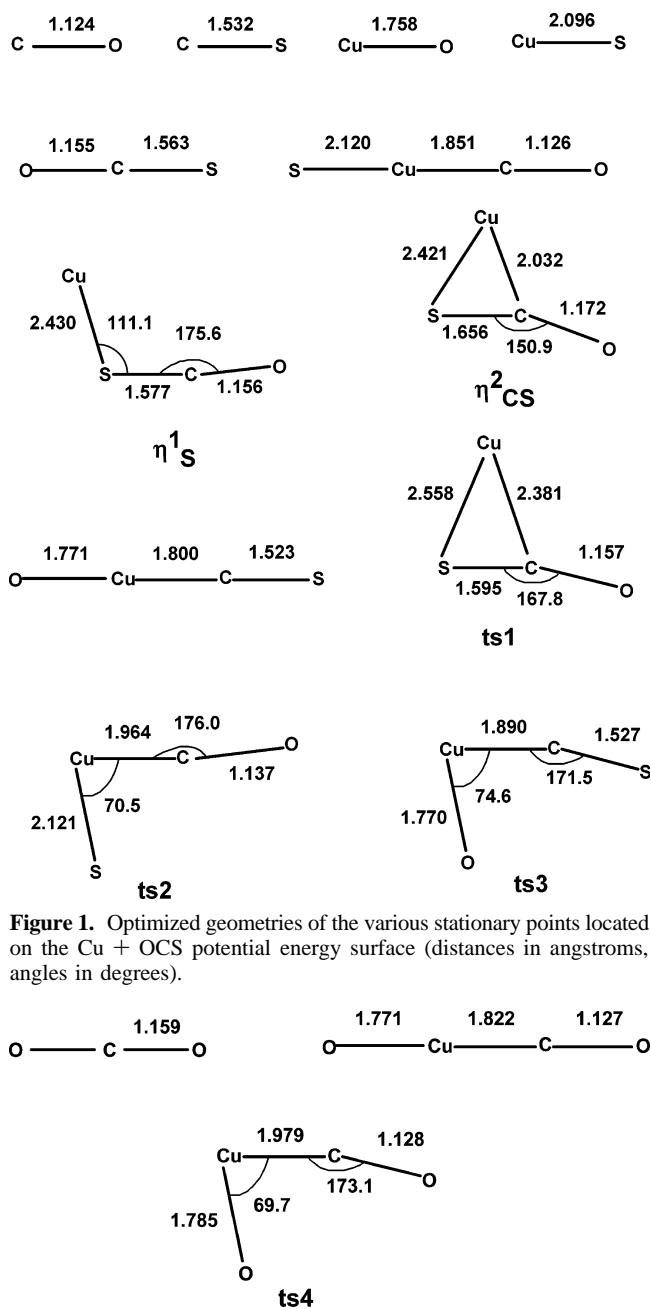 1.124 1.532 1.758 2.096
C O C S Cu O Cu S
1.155 1.563 2.120 1.851 1.126
O C S S Cu C O
Cu
2.430 111.1 175.6
S C O
1.577 1.156
η1S
Cu
2.421 2.032
S C 1.172
1.656 150.9 O
η2CS
1.771 1.800 1.523
O Cu C S
Cu
2.558 2.381
S C 1.157
1.595 167.8 O
ts1
1.964 176.0
Cu C O
1.137
70.5
2.121
S
ts2
1.890 1.527
Cu C
171.5 S
74.6
1.770
O
ts3
Figure 1. Optimized geometries of the various stationary points located
on the Cu + OCS potential energy surface (distances in angstroms,
angles in degrees).
1.159 1.771 1.822 1.127
O C O O Cu C O
1.979 1.128
Cu C
173.1 O
69.7
1.785
O
ts4